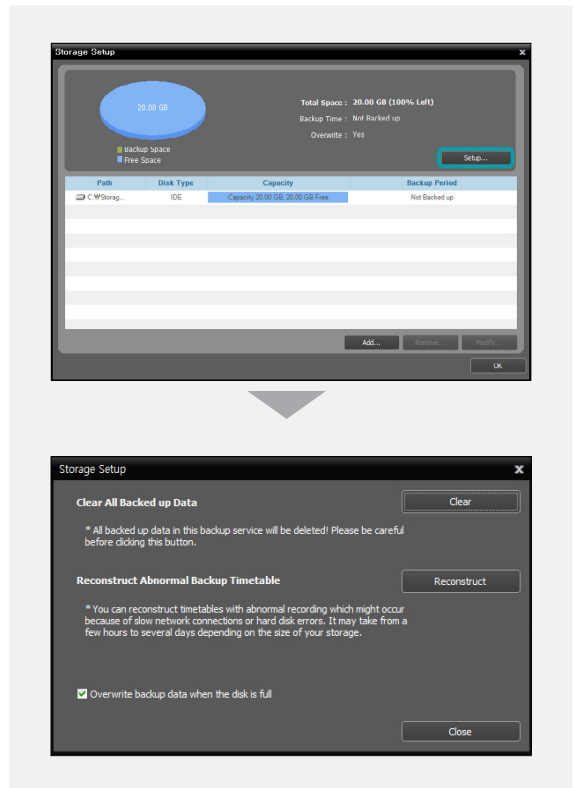 Storage Setup
x
20.00 GB
Total Space : 20.00 GB (100% Left)
Backup Time : Not Backed up
Overwrite : Yes
Backup Space
Free Space
Setup...
Path Disk Type Capacity Backup Period
C:₩Storag... IDE Capacity 20.00 GB, 20.00 GB Free Not Backed up
Add... Remove... Modify...
OK
Storage Setup
x
Clear All Backed up Data
Clear
* All backed up data in this backup service will be deleted! Please be careful
before clicking this button.
Reconstruct Abnormal Backup Timetable
Reconstruct
* You can reconstruct timetables with abnormal recording which might occur
because of slow network connections or hard disk errors. It may take from a
few hours to several days depending on the size of your storage.
Overwrite backup data when the disk is full
Close